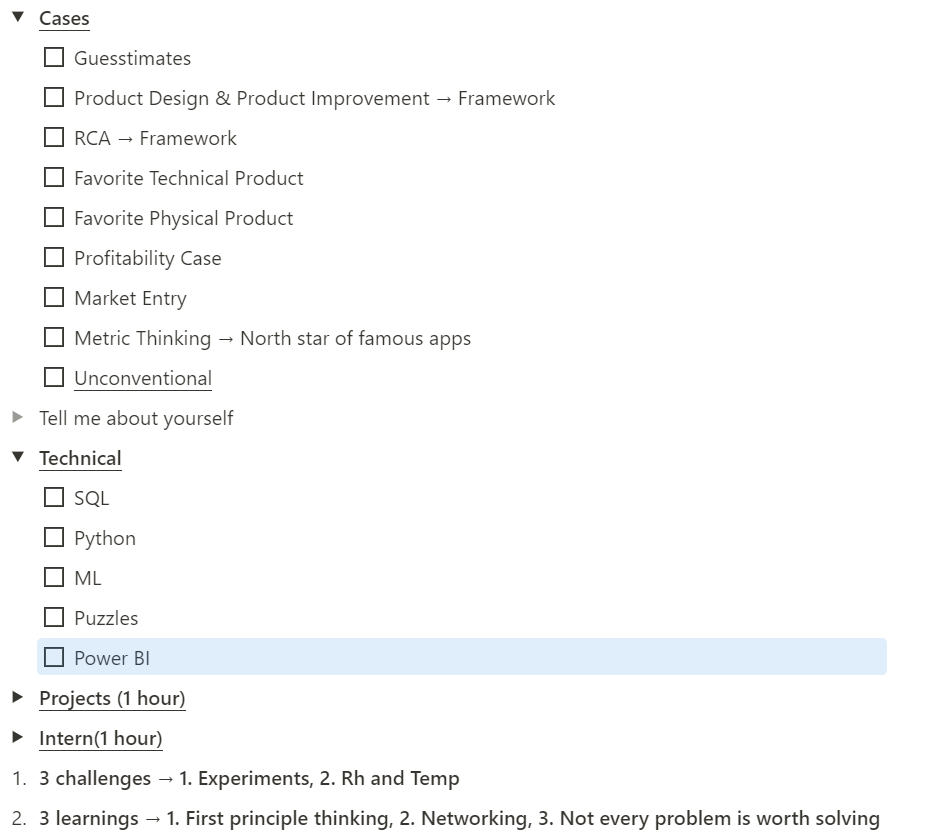 Cases
Guesstimates
Product Design & Product Improvement → Framework
RCA → Framework
Favorite Technical Product
Favorite Physical Product
Profitability Case
Market Entry
Metric Thinking → North star of famous apps
Unconventional
Tell me about yourself
Technical
SQL
Python
ML
Puzzles
Power BI
Projects (1 hour)
Intern(1 hour)
1. 3 challenges → 1. Experiments, 2. Rh and Temp
2. 3 learnings → 1. First principle thinking, 2. Networking, 3. Not every problem is worth solving